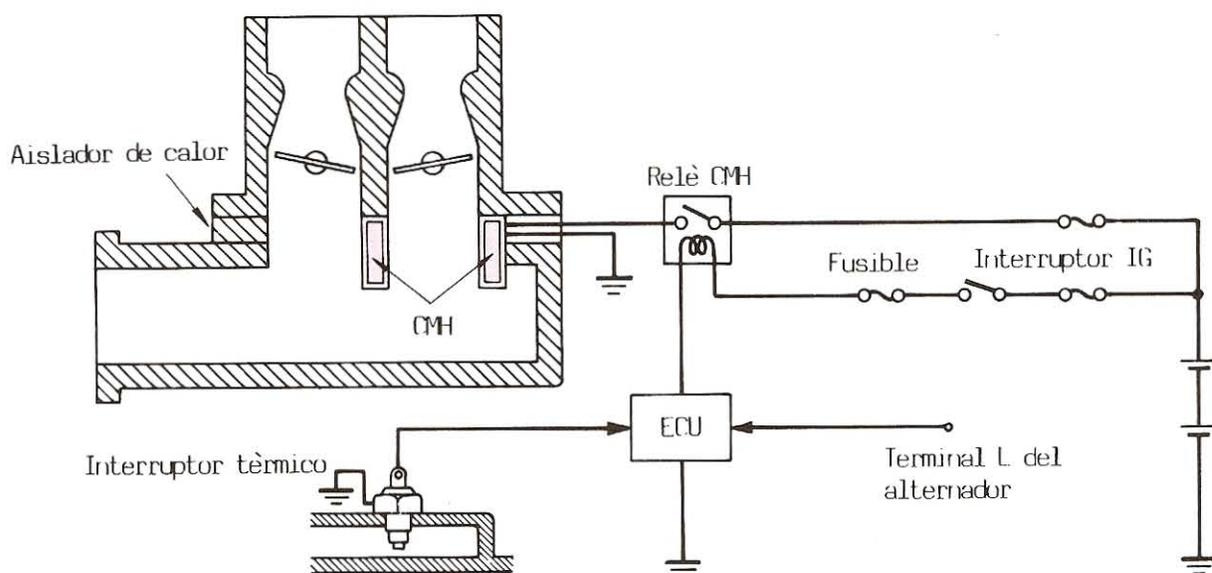 Aislador de calor
Relè CMH
Fusible
Interruptor IG
CMH
ECU
Interruptor tèrmico
Terminal L del
alternador